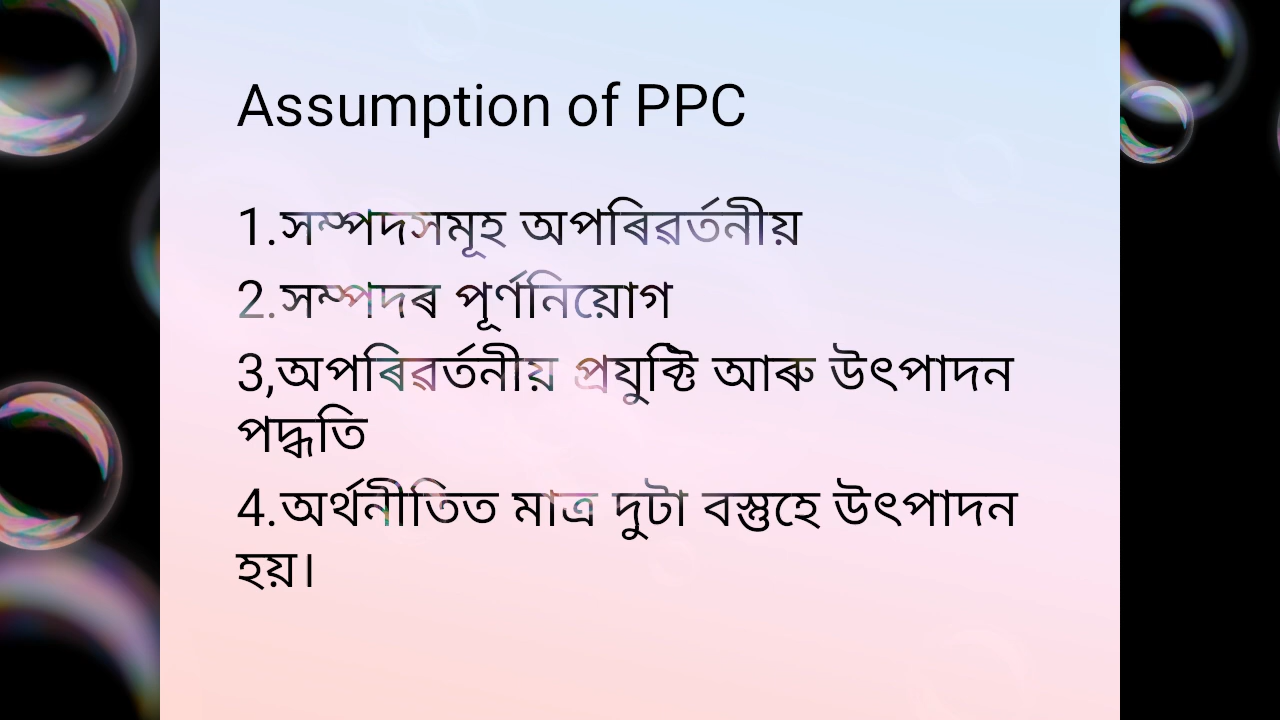 Assumption of PPC
1.সম্পদসমূহ অপৰিৱৰ্তনীয়
2.সম্পদৰ পূৰ্ণনিয়োগ
3,অপৰিৱৰ্তনীয় প্ৰযুক্টি আৰু উৎপাদন
পদ্ধতি
4.অৰ্থনীতিত মাত্ৰ দুটা বস্তুহে উৎপাদন
হয়।